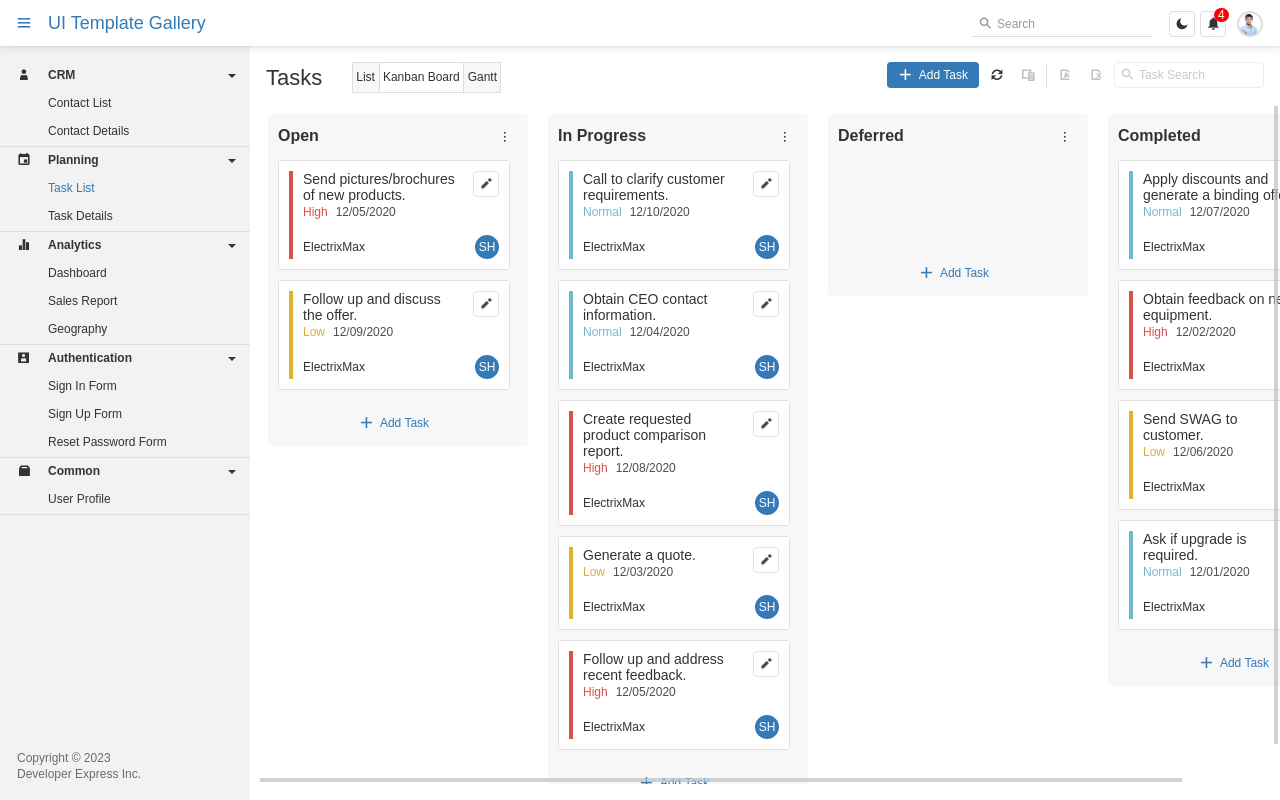 UI Template Gallery
Search
4
CRM
Contact List
Contact Details
Planning
Task List
Task Details
Analytics
Dashboard
Sales Report
Geography
Authentication
Sign In Form
Sign Up Form
Reset Password Form
Common
User Profile
Copyright © 2023
Developer Express Inc.
Tasks
List
Kanban Board
Gantt
Add Task
Task Search
Open
Send pictures/brochures
of new products.
High 12/05/2020
ElectrixMax
SH
Follow up and discuss
the offer.
Low 12/09/2020
ElectrixMax
SH
Add Task
In Progress
Call to clarify customer
requirements.
Normal 12/10/2020
ElectrixMax
SH
Obtain CEO contact
information.
Normal 12/04/2020
ElectrixMax
SH
Create requested
product comparison
report.
High 12/08/2020
ElectrixMax
SH
Generate a quote.
Low 12/03/2020
ElectrixMax
SH
Follow up and address
recent feedback.
High 12/05/2020
ElectrixMax
SH
Add Task
Deferred
Add Task
Completed
Apply discounts and
generate a binding
Normal 12/07/2020
ElectrixMax
Obtain feedback on
equipment.
High 12/02/2020
ElectrixMax
Send SWAG to
customer.
Low 12/06/2020
ElectrixMax
Ask if upgrade is
required.
Normal 12/01/2020
ElectrixMax
Add Task